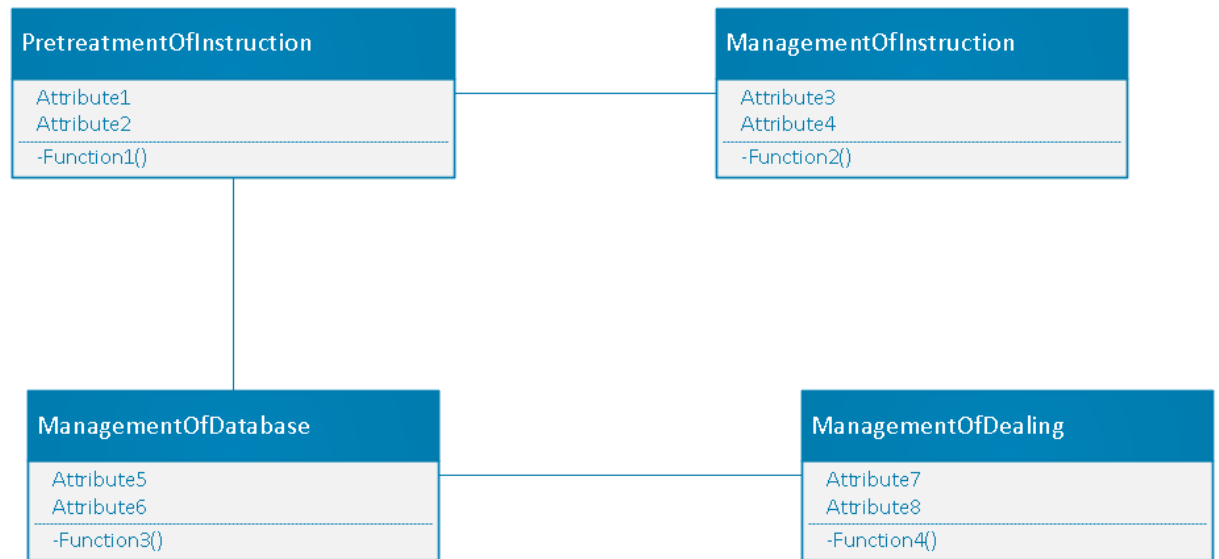 PretreatmentOfInstruction
Attribute1
Attribute2
-Function1()
ManagementOfInstruction
Attribute3
Attribute4
-Function2()
ManagementOfDatabase
Attribute5
Attribute6
-Function3()
ManagementOfDealing
Attribute7
Attribute8
-Function4()